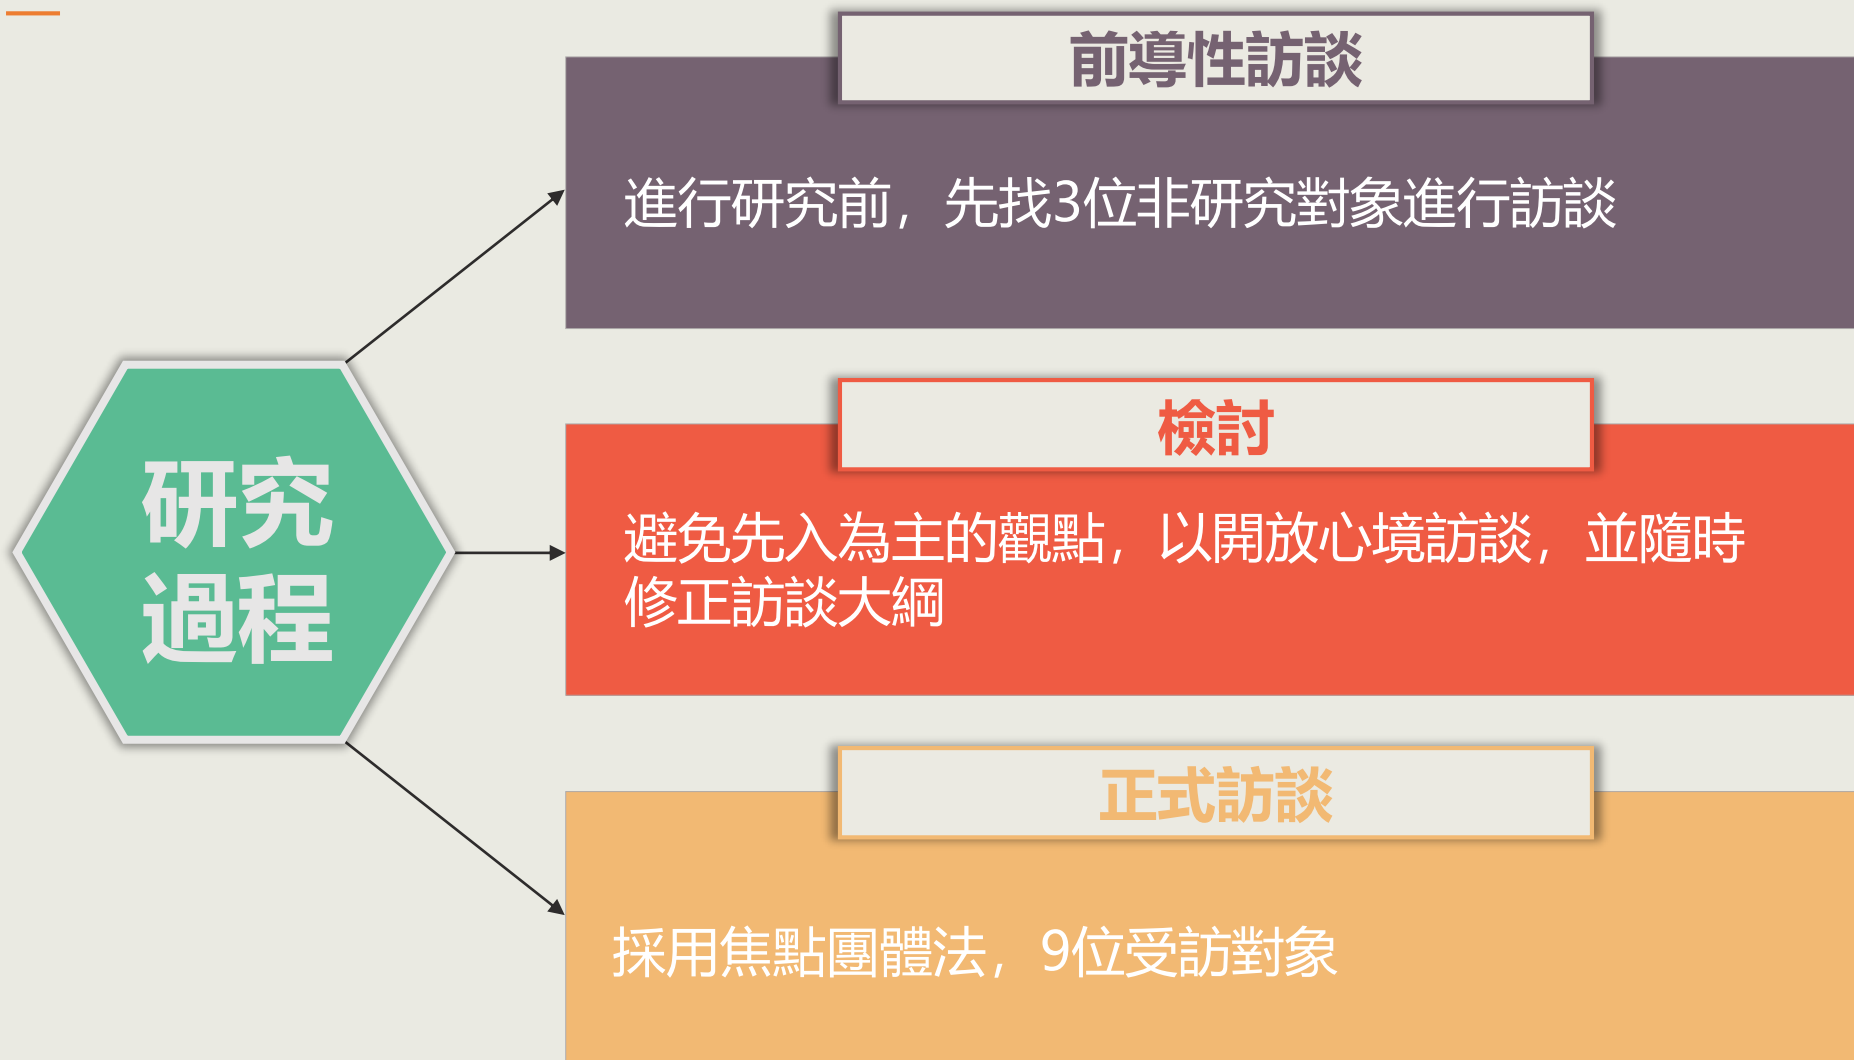 研究
過程
前導性訪談
進行研究前，先找3位非研究對象進行訪談
檢討
避免先入為主的觀點，以開放心境訪談，並隨時
修正訪談大綱
正式訪談
採用焦點團體法，9位受訪對象